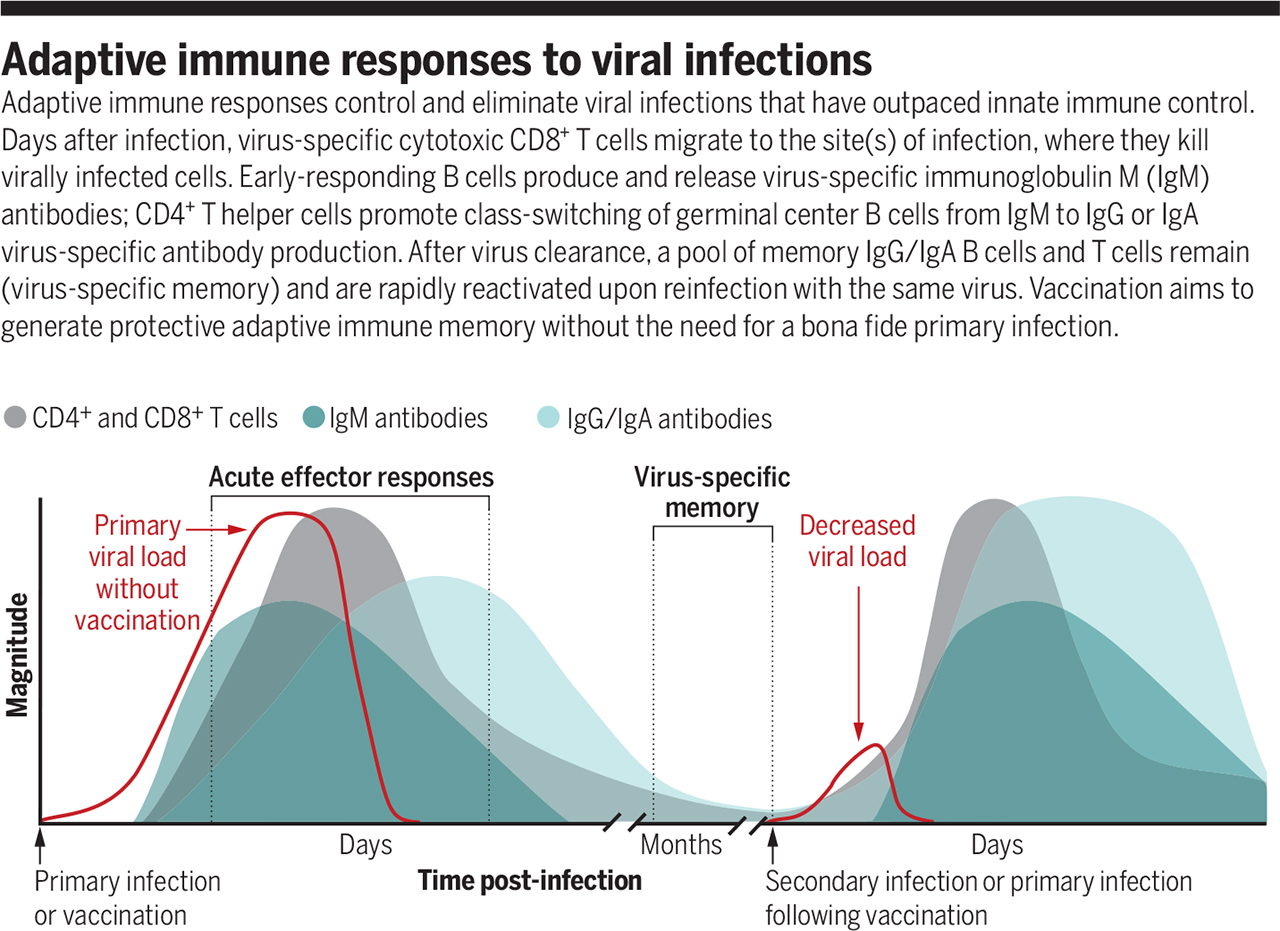 Adaptive immune responses to viral infections
Adaptive immune responses control and eliminate viral infections that have outpaced innate immune control.
Days after infection, virus-specific cytotoxic CD8⁺ T cells migrate to the site(s) of infection, where they kill
virally infected cells. Early-responding B cells produce and release virus-specific immunoglobulin M (IgM)
antibodies; CD4⁺ T helper cells promote class-switching of germinal center B cells from IgM to IgG or IgA
virus-specific antibody production. After virus clearance, a pool of memory IgG/IgA B cells and T cells remain
(virus-specific memory) and are rapidly reactivated upon reinfection with the same virus. Vaccination aims to
generate protective adaptive immune memory without the need for a bona fide primary infection.
CD4⁺ and CD8⁺ T cells
IgM antibodies
IgG/IgA antibodies
Acute effector responses
Virus-specific
memory
Primary
viral load
without
vaccination
Decreased
viral load
Magnitude
Days
Months
Days
Time post-infection
Primary infection
or vaccination
Secondary infection or primary infection
following vaccination